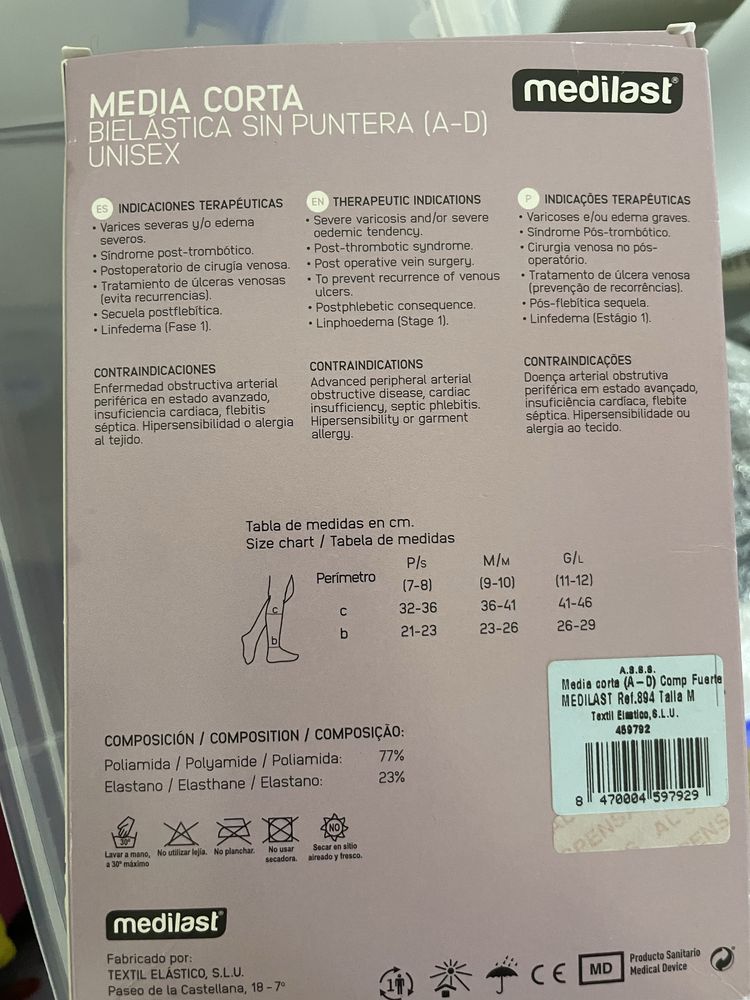 MEDIA CORTA
BIELÁSTICA SIN PUNTERA (A-D)
UNISEX
medilast®
ES INDICACIONES TERAPÉUTICAS
• Varices severas y/o edema
severos.
• Síndrome post-trombótico.
• Postoperatorio de cirugía venosa.
• Tratamiento de úlceras venosas
(evita recurrencias).
• Secuela postflebítica.
• Linfedema (Fase 1).
EN THERAPEUTIC INDICATIONS
• Severe varicosis and/or severe
oedemic tendency.
• Post-thrombotic syndrome.
• Post operative vein surgery.
• To prevent recurrence of venous
ulcers.
• Postphlebetic consequence.
• Linphoedema (Stage 1).
P INDICAÇÕES TERAPÊUTICAS
• Varicoses e/ou edema graves.
• Síndrome Pós-trombótico.
• Cirurgia venosa no pós-
operatório.
• Tratamento de úlcera venosa
(prevenção de recorrências).
• Pós-flebítica sequela.
• Linfedema (Estágio 1).
CONTRAINDICACIONES
Enfermedad obstructiva arterial
periférica en estado avanzado,
insuficiencia cardiaca, flebitis
séptica. Hipersensibilidad o alergia
al tejido.
CONTRAINDICATIONS
Advanced peripheral arterial
obstructive disease, cardiac
insufficiency, septic phlebitis.
Hipersensibility or garment
allergy.
CONTRAINDICAÇÕES
Doença arterial obstrutiva
periférica em estado avançado,
insuficiência cardíaca, flebite
séptica. Hipersensibilidade ou
alergia ao tecido.
Tabla de medidas en cm.
Size chart / Tabela de medidas
Perímetro P/S M/M G/L
(7-8) (9-10) (11-12)
c 32-36 36-41 41-46
b 21-23 23-26 26-29
c
b
A.S.S.S.
Media corta (A-D) Comp Fuerte
MEDILAST Ref.894 Talla M
Textil Elastico,S.L.U.
459792
8 470004 597929
COMPOSICIÓN / COMPOSITION / COMPOSIÇÃO:
Poliamida / Polyamide / Poliamida: 77%
Elastano / Elasthane / Elastano: 23%
30°
NO
Lavar a mano,
a 30º máximo
No utilizar lejía.
No planchar.
No usar
secadora.
Secar en sitio
aireado y fresco.
medilast®
Fabricado por:
TEXTIL ELÁSTICO, S.L.U.
Paseo de la Castellana, 18 - 7º
1
CE
MD
Producto Sanitario
Medical Device